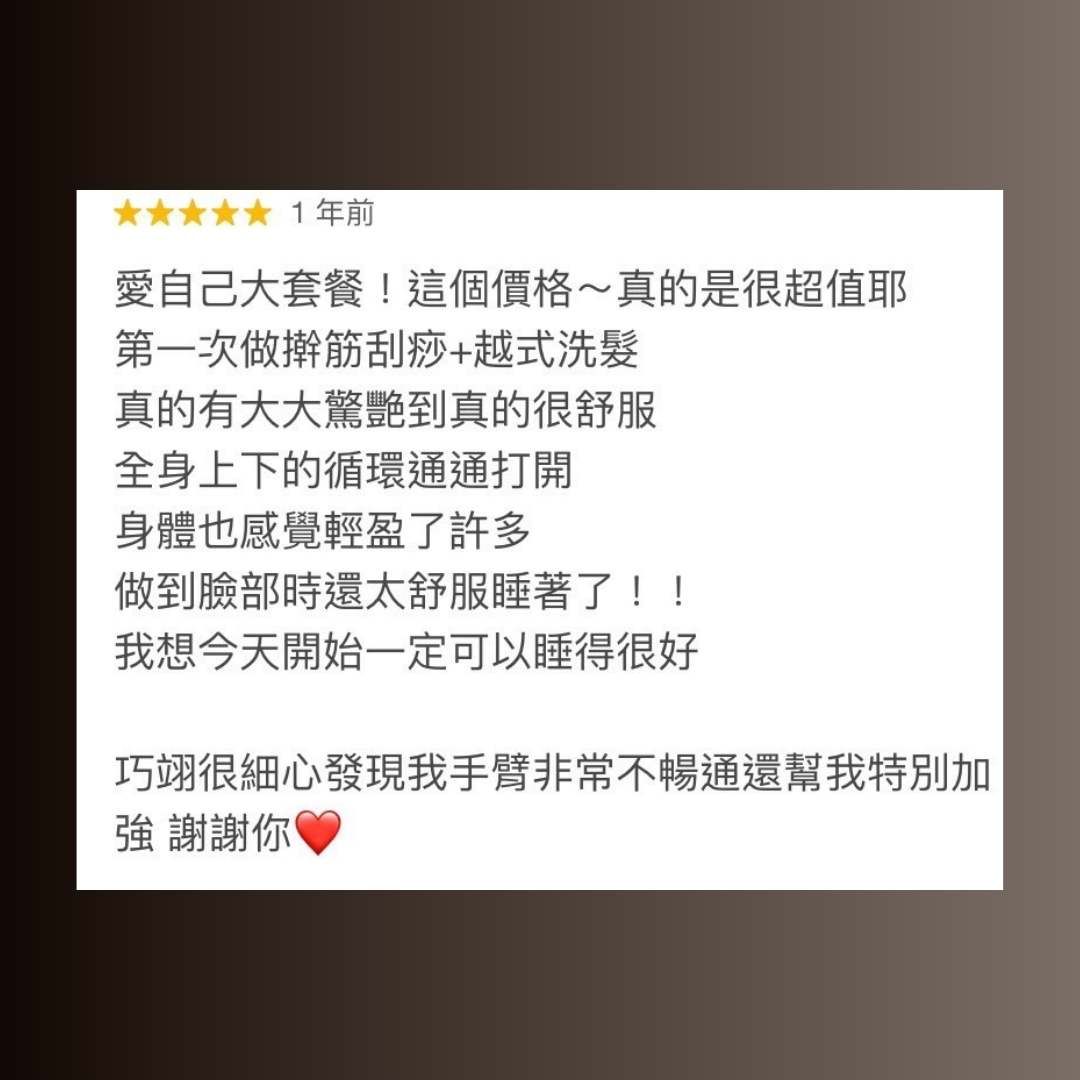 ★★★★★ 1 年前
愛自己大套餐！這個價格～真的是很超值耶
第一次做擀筋刮痧+越式洗髮
真的有大大驚艷到真的很舒服
全身上下的循環通通打開
身體也感覺輕盈了許多
做到臉部時還太舒服睡著了！！
我想今天開始一定可以睡得很好
巧翊很細心發現我手臂非常不暢通還幫我特別加
強 謝謝你❤️